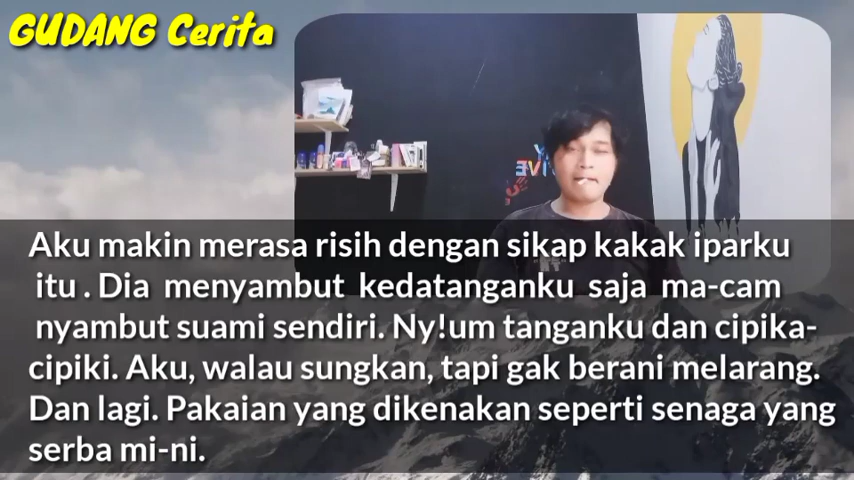 GUDANG Cerita
Aku makin merasa risih dengan sikap kakak iparku
itu . Dia menyambut kedatanganku saja ma-cam
nyambut suami sendiri. Ny!um tanganku dan cipika-
cipiki. Aku, walau sungkan, tapi gak berani melarang.
Dan lagi. Pakaian yang dikenakan seperti senaga yang
serba mi-ni.